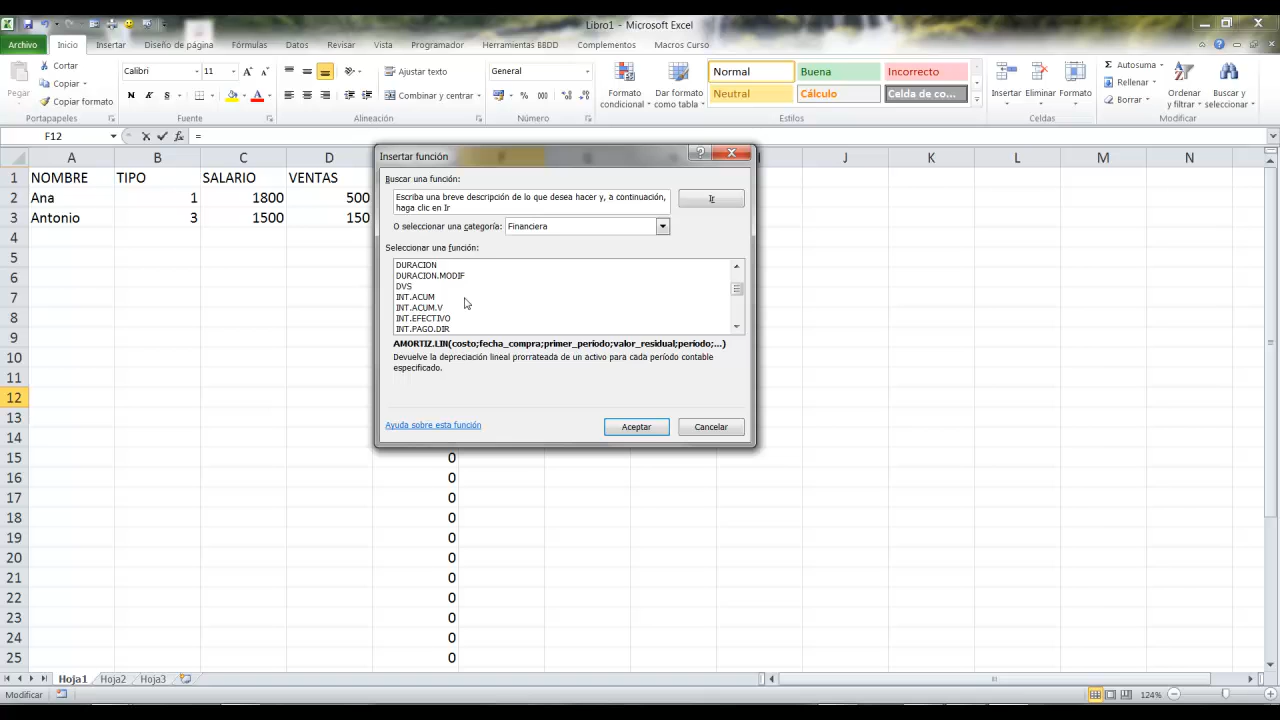 Libro1 - Microsoft Excel
Archivo Inicio Insertar Diseño de página Fórmulas Datos Revisar Vista Programador Herramientas BBDD Complementos Macros Curso
Pegar
Cortar
Copiar
Copiar formato
Portapapeles
Calibri 11
N K S
Fuente
Ajustar texto
Combinar y centrar
Alineación
General
% 000
Número
Formato condicional
Dar formato como tabla
Normal Buena Incorrecto
Neutral Cálculo Celda de co...
Estilos
Insertar Eliminar Formato
Celdas
Autosuma
Rellenar
Borrar
Ordenar y filtrar
Buscar y seleccionar
Modificar
F12 fx =
A B C D J K L M N
1 NOMBRE TIPO SALARIO VENTAS
2 Ana 1 1800 500
3 Antonio 3 1500 150
4
5
6
7
8
9
10
11
12
13
14
15 0
16 0
17 0
18 0
19 0
20 0
21 0
22 0
23 0
24 0
25 0
Insertar función
Buscar una función:
Escriba una breve descripción de lo que desea hacer y, a continuación,
haga clic en Ir
Ir
O seleccionar una categoría: Financiera
Seleccionar una función:
DURACION
DURACION.MODIF
DVS
INT.ACUM
INT.ACUM.V
INT.EFECTIVO
INT.PAGO.DIR
AMORTIZ.LIN(costo;fecha_compra;primer_período;valor_residual;período;...)
Devuelve la depreciación lineal prorrateada de un activo para cada período contable
especificado.
Ayuda sobre esta función
Aceptar Cancelar
Hoja1 Hoja2 Hoja3
Modificar 124%